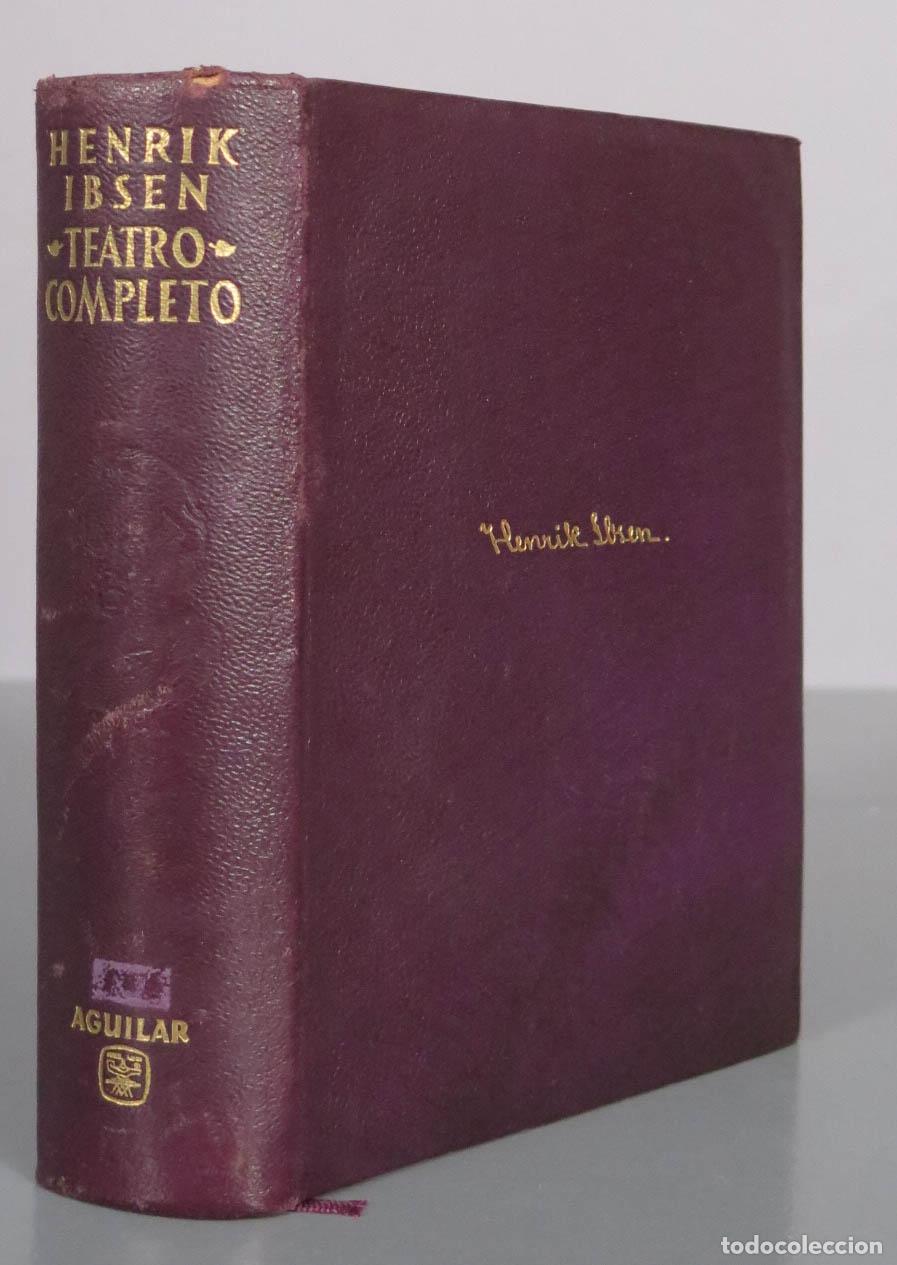 HENRIK
IBSEN
TEATRO
COMPLETO
Henrik Ibsen.
AGUILAR
todocoleccion